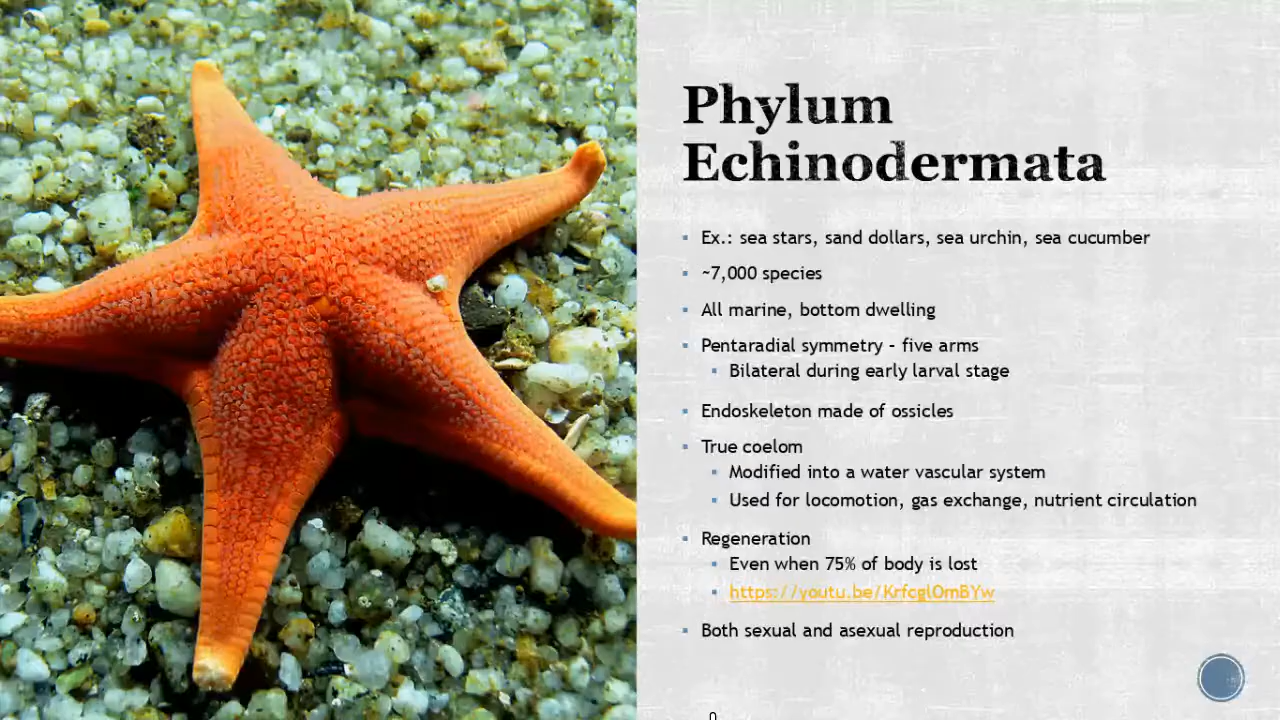 Phylum
Echinodermata
Ex.: sea stars, sand dollars, sea urchin, sea cucumber
~7,000 species
All marine, bottom dwelling
Pentaradial symmetry – five arms
Bilateral during early larval stage
Endoskeleton made of ossicles
True coelom
Modified into a water vascular system
Used for locomotion, gas exchange, nutrient circulation
Regeneration
Even when 75% of body is lost
https://youtu.be/KrfcglOmBYw
Both sexual and asexual reproduction